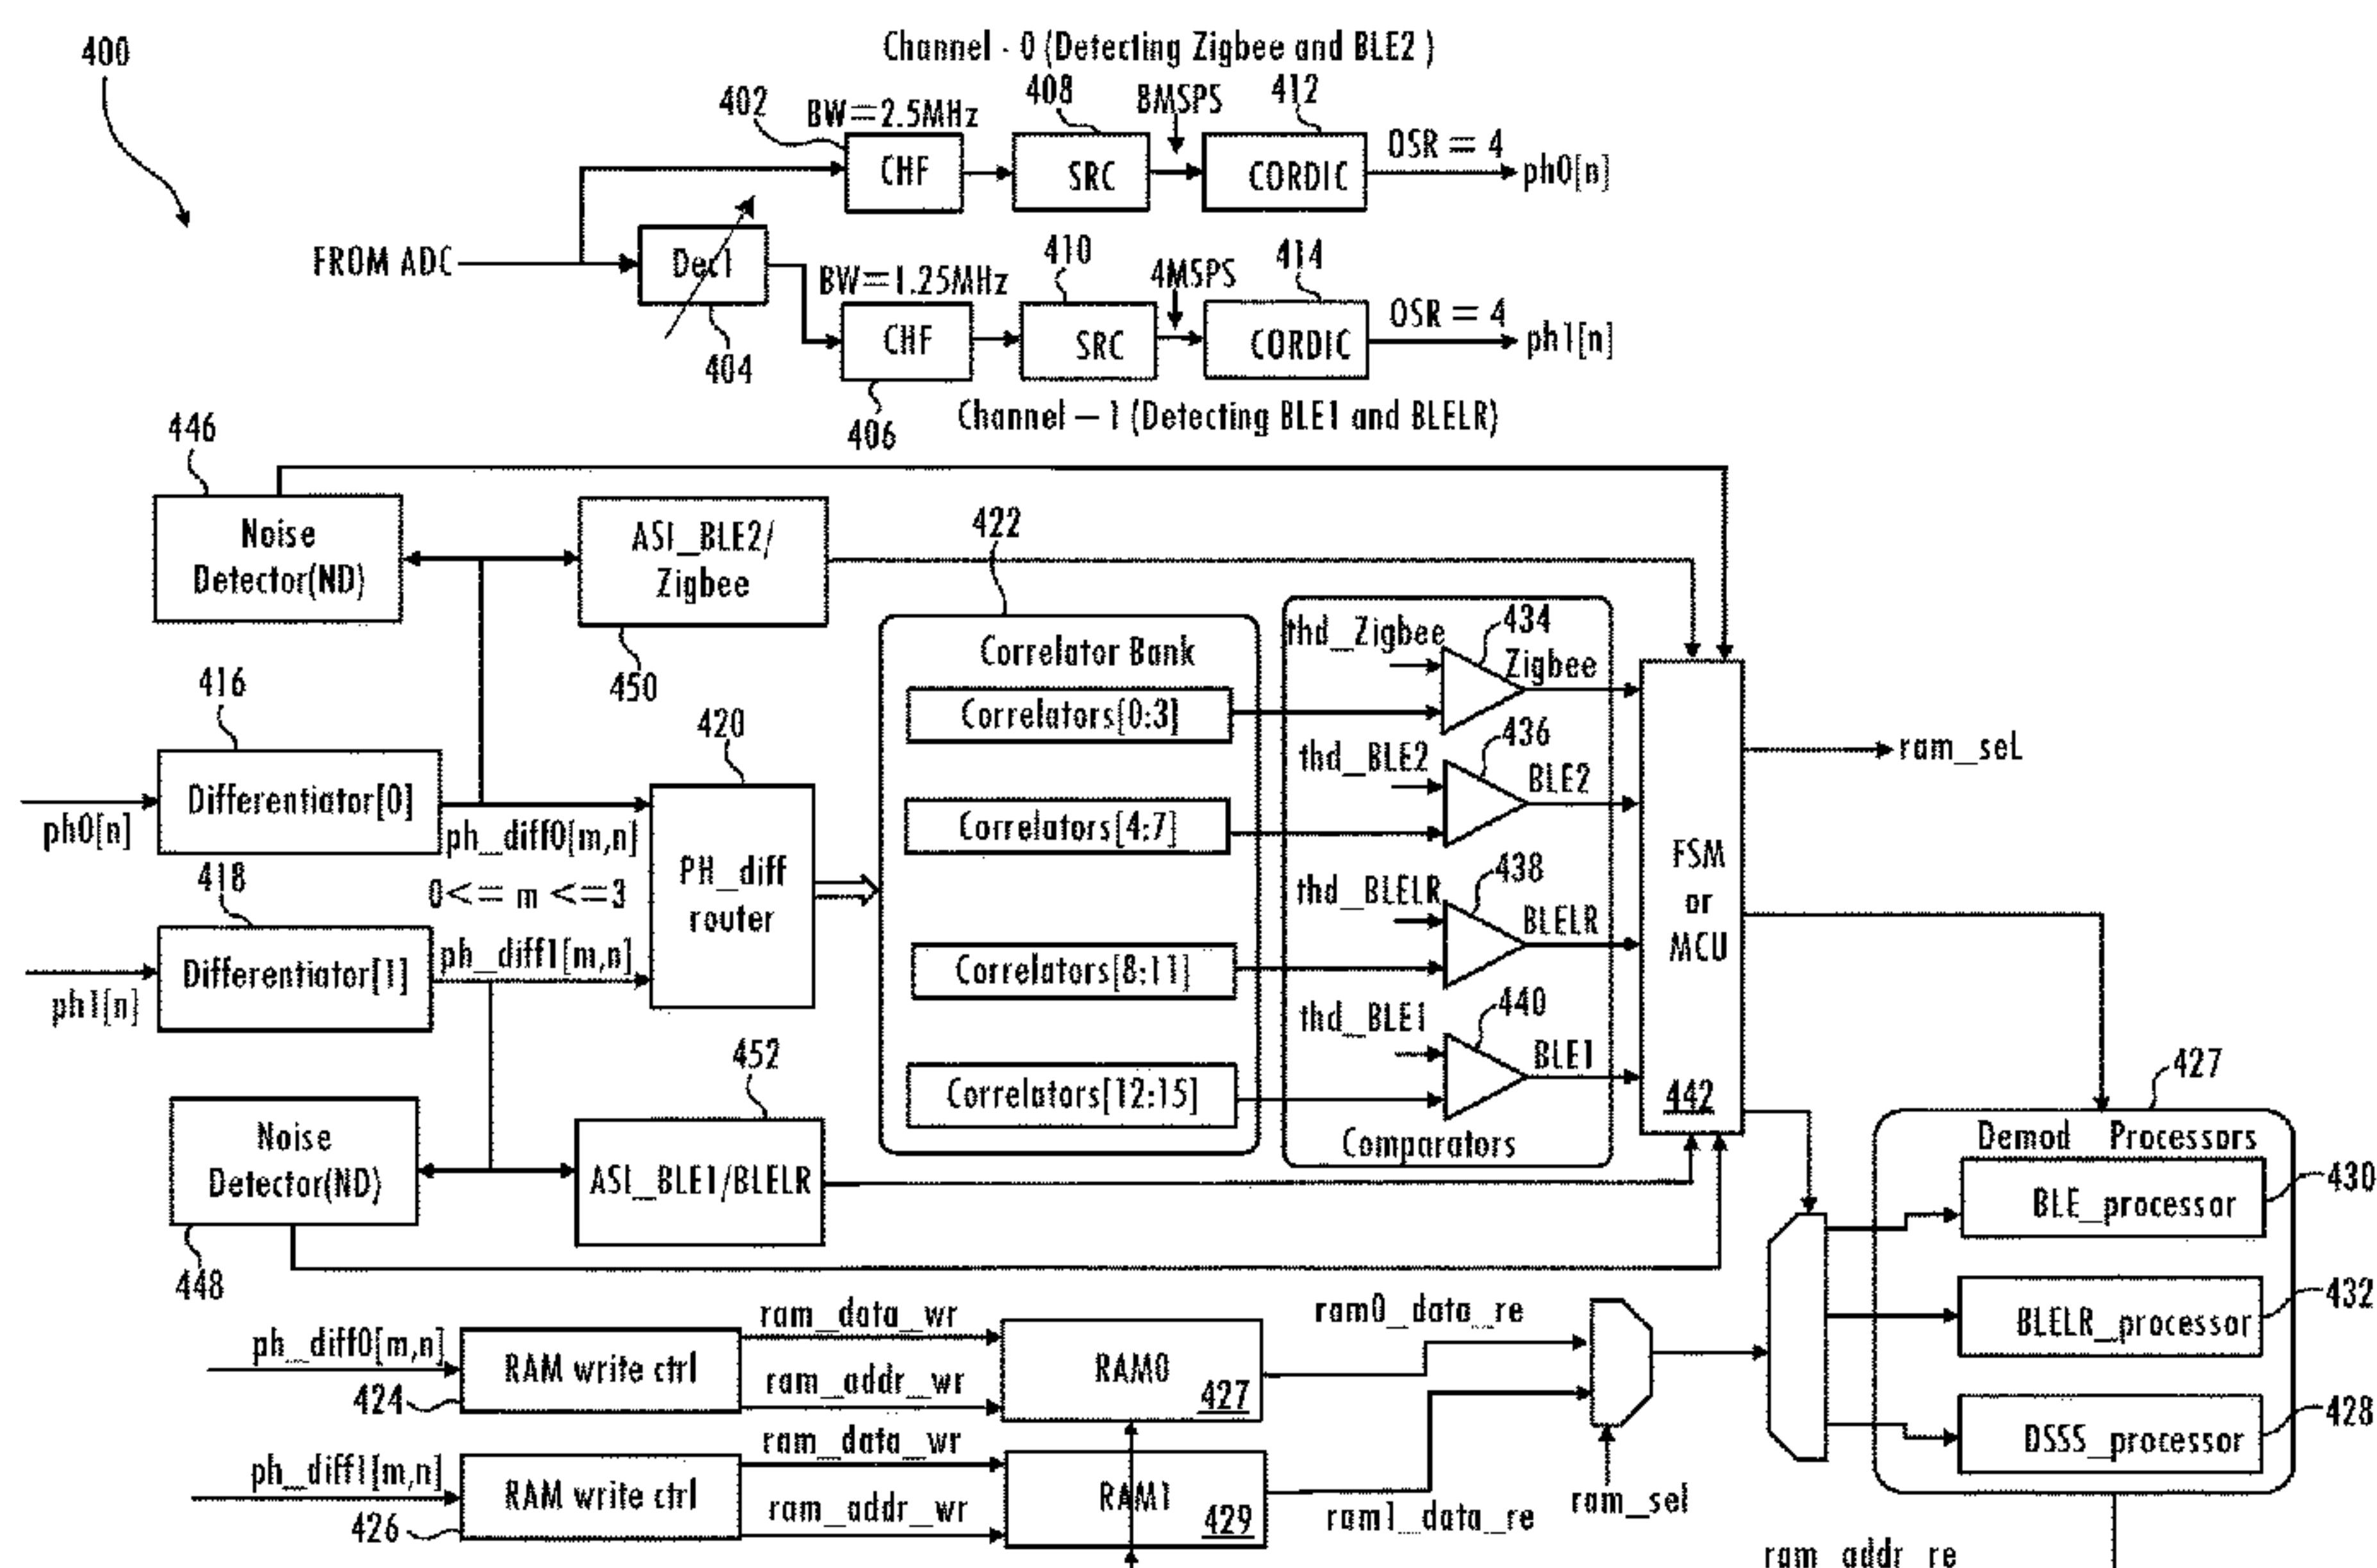 400
Channel - 0 (Detecting Zigbee and BLE2 )
402
BW=2.5MHz
408
8MSPS
412
CHF
SRC
CORDIC
OSR = 4
ph0[n]
FROM ADC
Dec1
404
BW=1.25MHz
410
4MSPS
414
CHF
SRC
CORDIC
OSR = 4
ph1[n]
406
Channel – 1 (Detecting BLE1 and BLELR)
446
Noise
Detector(ND)
ASI_BLE2/
Zigbee
450
422
Correlator Bank
Correlators[0:3]
Correlators[4:7]
Correlators[8:11]
Correlators[12:15]
thd_Zigbee
434
Zigbee
thd_BLE2
436
BLE2
thd_BLELR
438
BLELR
thd_BLE1
440
BLE1
Comparators
FSM
or
MCU
442
ram_seL
416
Differentiator[0]
ph0[n]
ph_diff0[m,n]
0<= m <=3
420
PH_diff
router
418
Differentiator[1]
ph1[n]
ph_diff1[m,n]
452
Noise
Detector(ND)
448
ASI_BLE1/BLELR
427
Demod Processors
BLE_processor
430
BLELR_processor
432
DSSS_processor
428
ph_diff0[m,n]
RAM write ctrl
424
ram_data_wr
ram_addr_wr
RAM0
427
ram0_data_re
ph_diff1[m,n]
RAM write ctrl
426
ram_data_wr
ram_addr_wr
RAM1
429
ram1_data_re
ram_sel
ram_addr_re